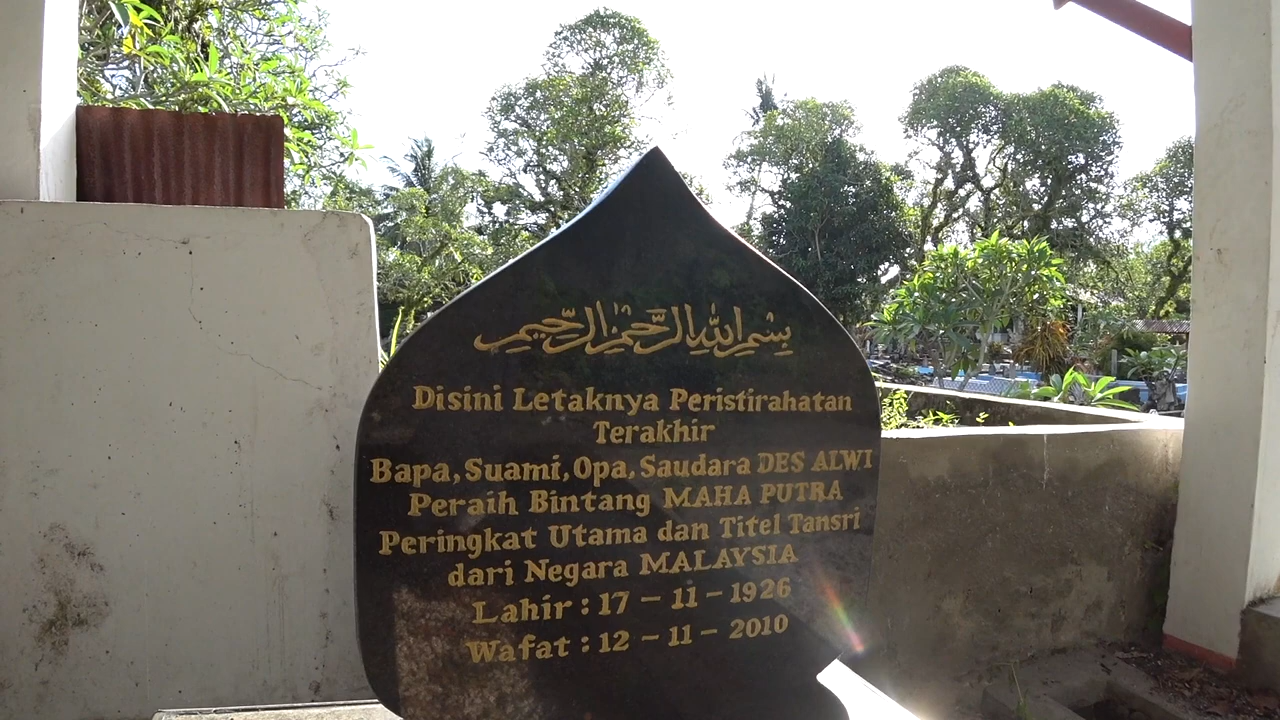 بسم الله الرحمن الرحيم
Disini Letaknya Peristirahatan
Terakhir
Bapa, Suami, Opa, Saudara DES ALWI
Peraih Bintang MAHA PUTRA
Peringkat Utama dan Titel Tansri
dari Negara MALAYSIA
Lahir : 17 – 11 – 1926
Wafat : 12 – 11 – 2010